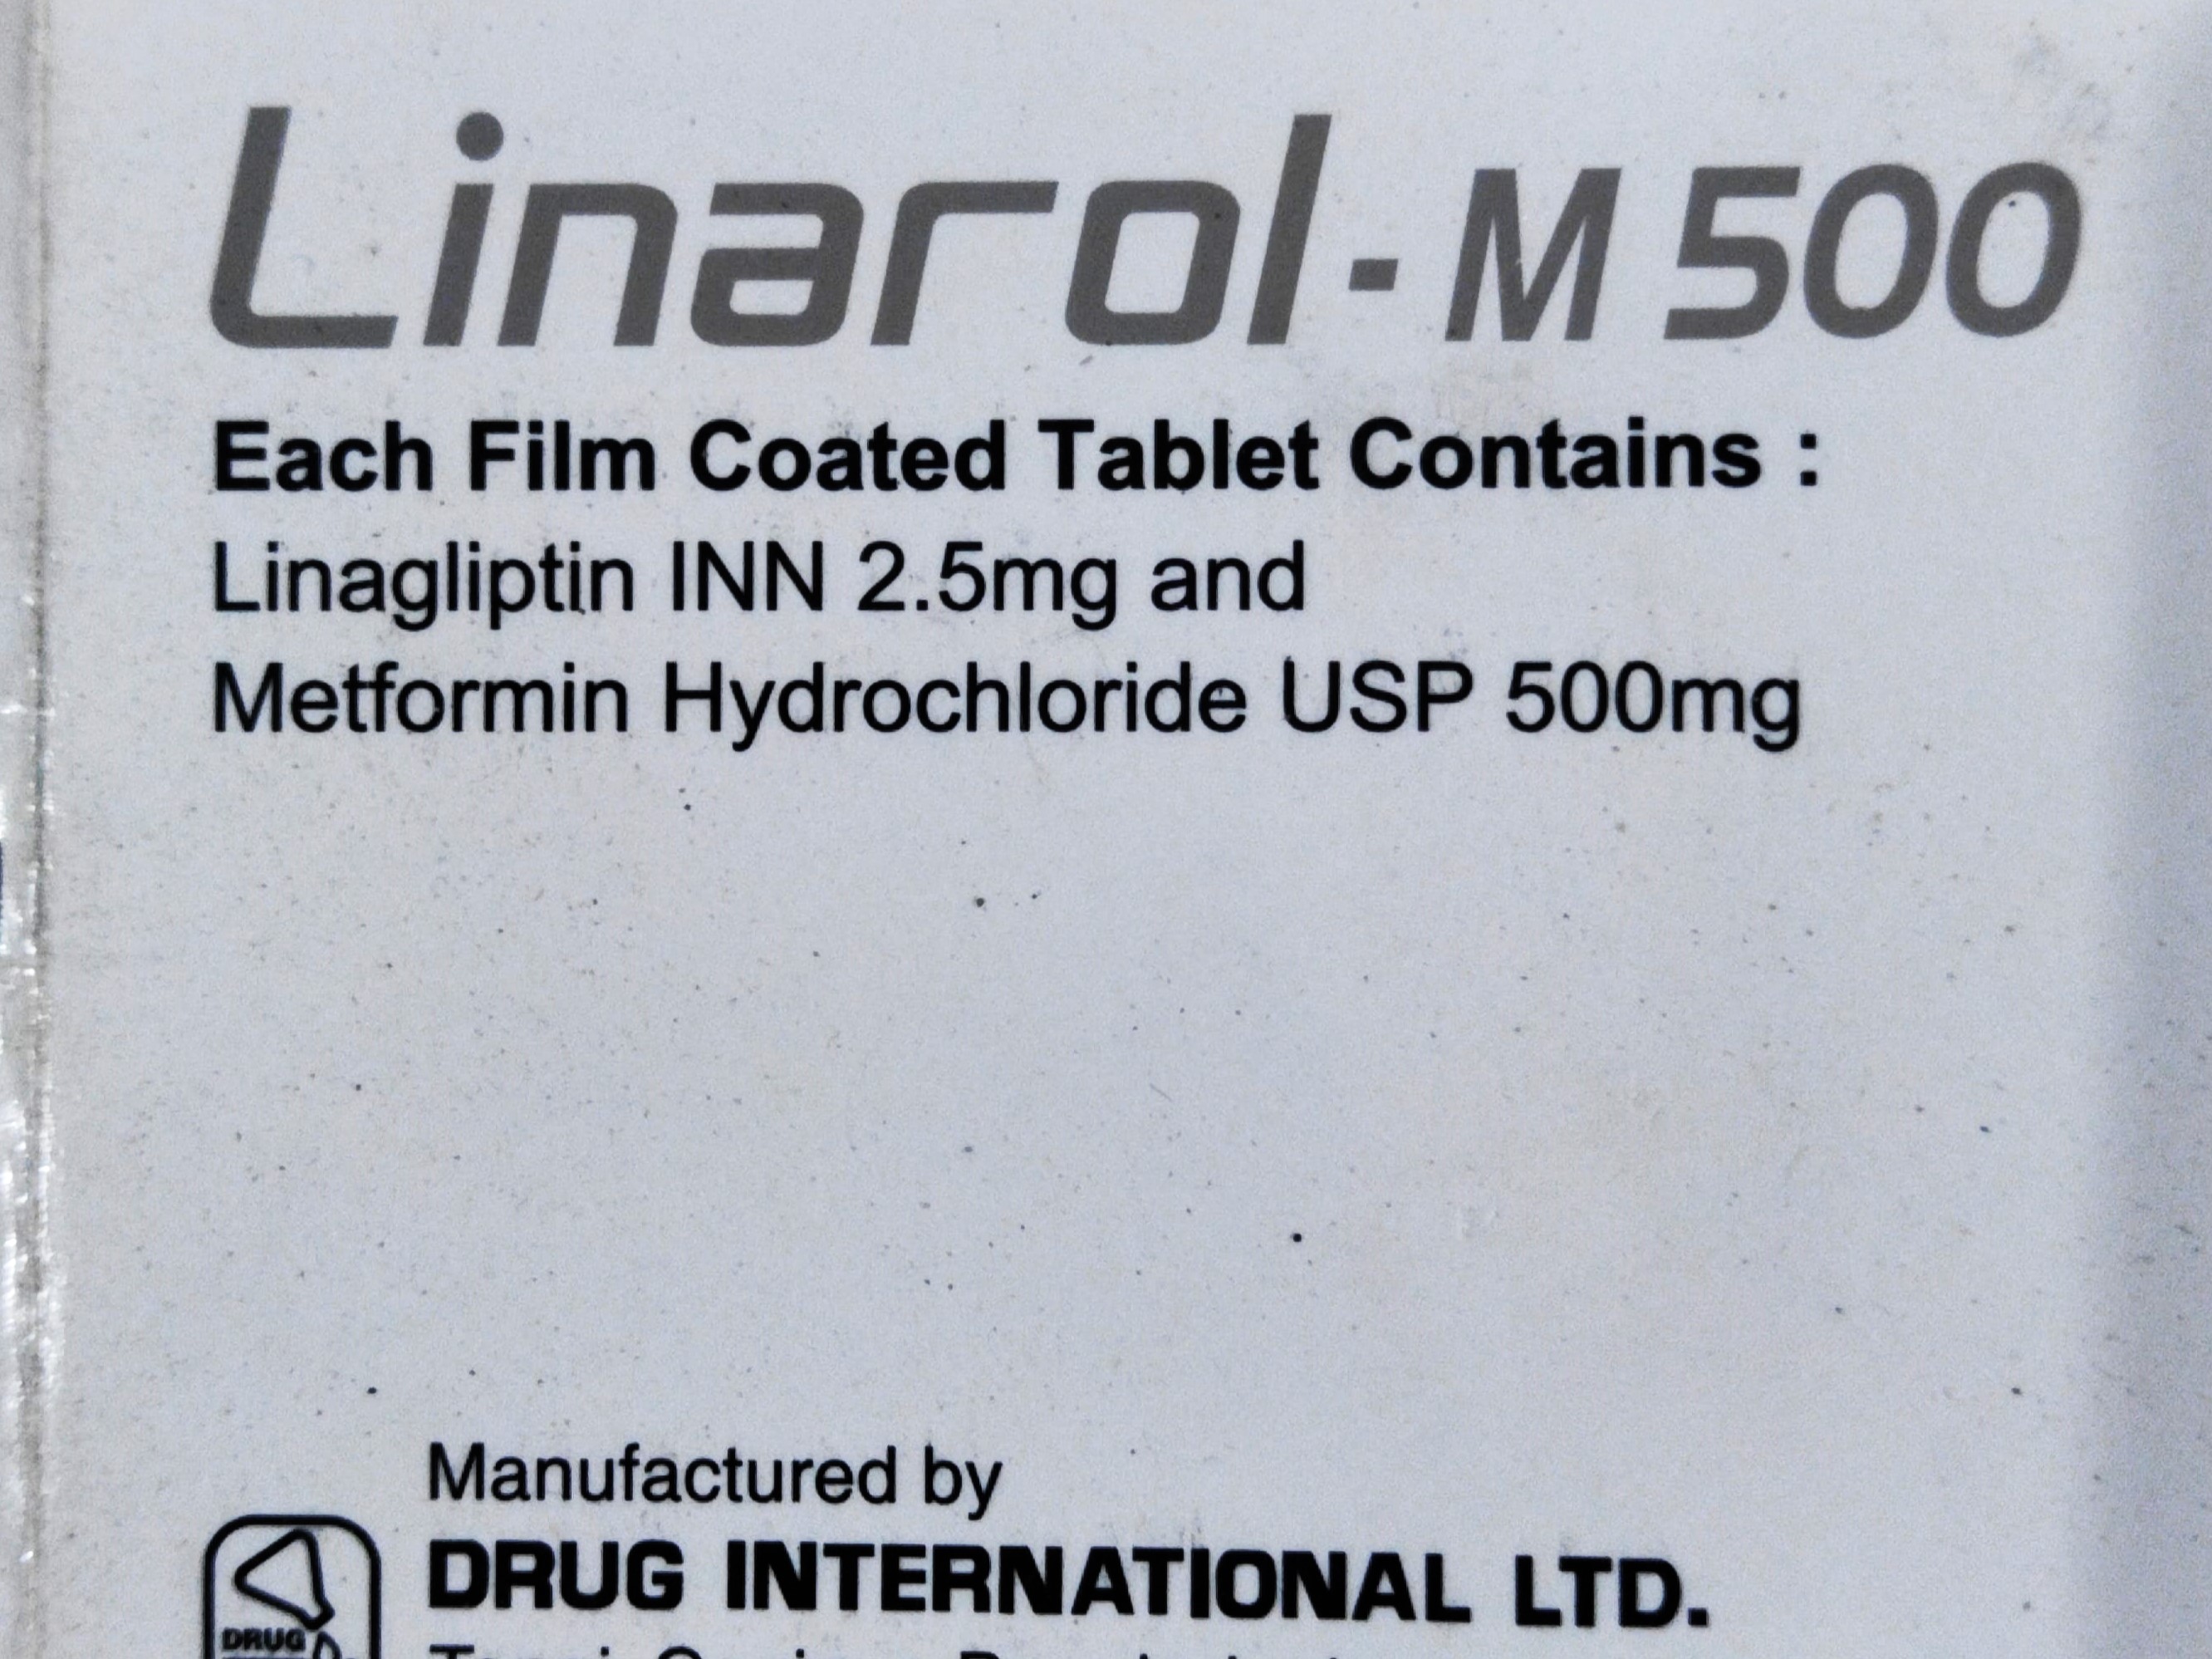 Linarol - M 500
Each Film Coated Tablet Contains :
Linagliptin INN 2.5mg and
Metformin Hydrochloride USP 500mg
Manufactured by
DRUG INTERNATIONAL LTD.
DRUG